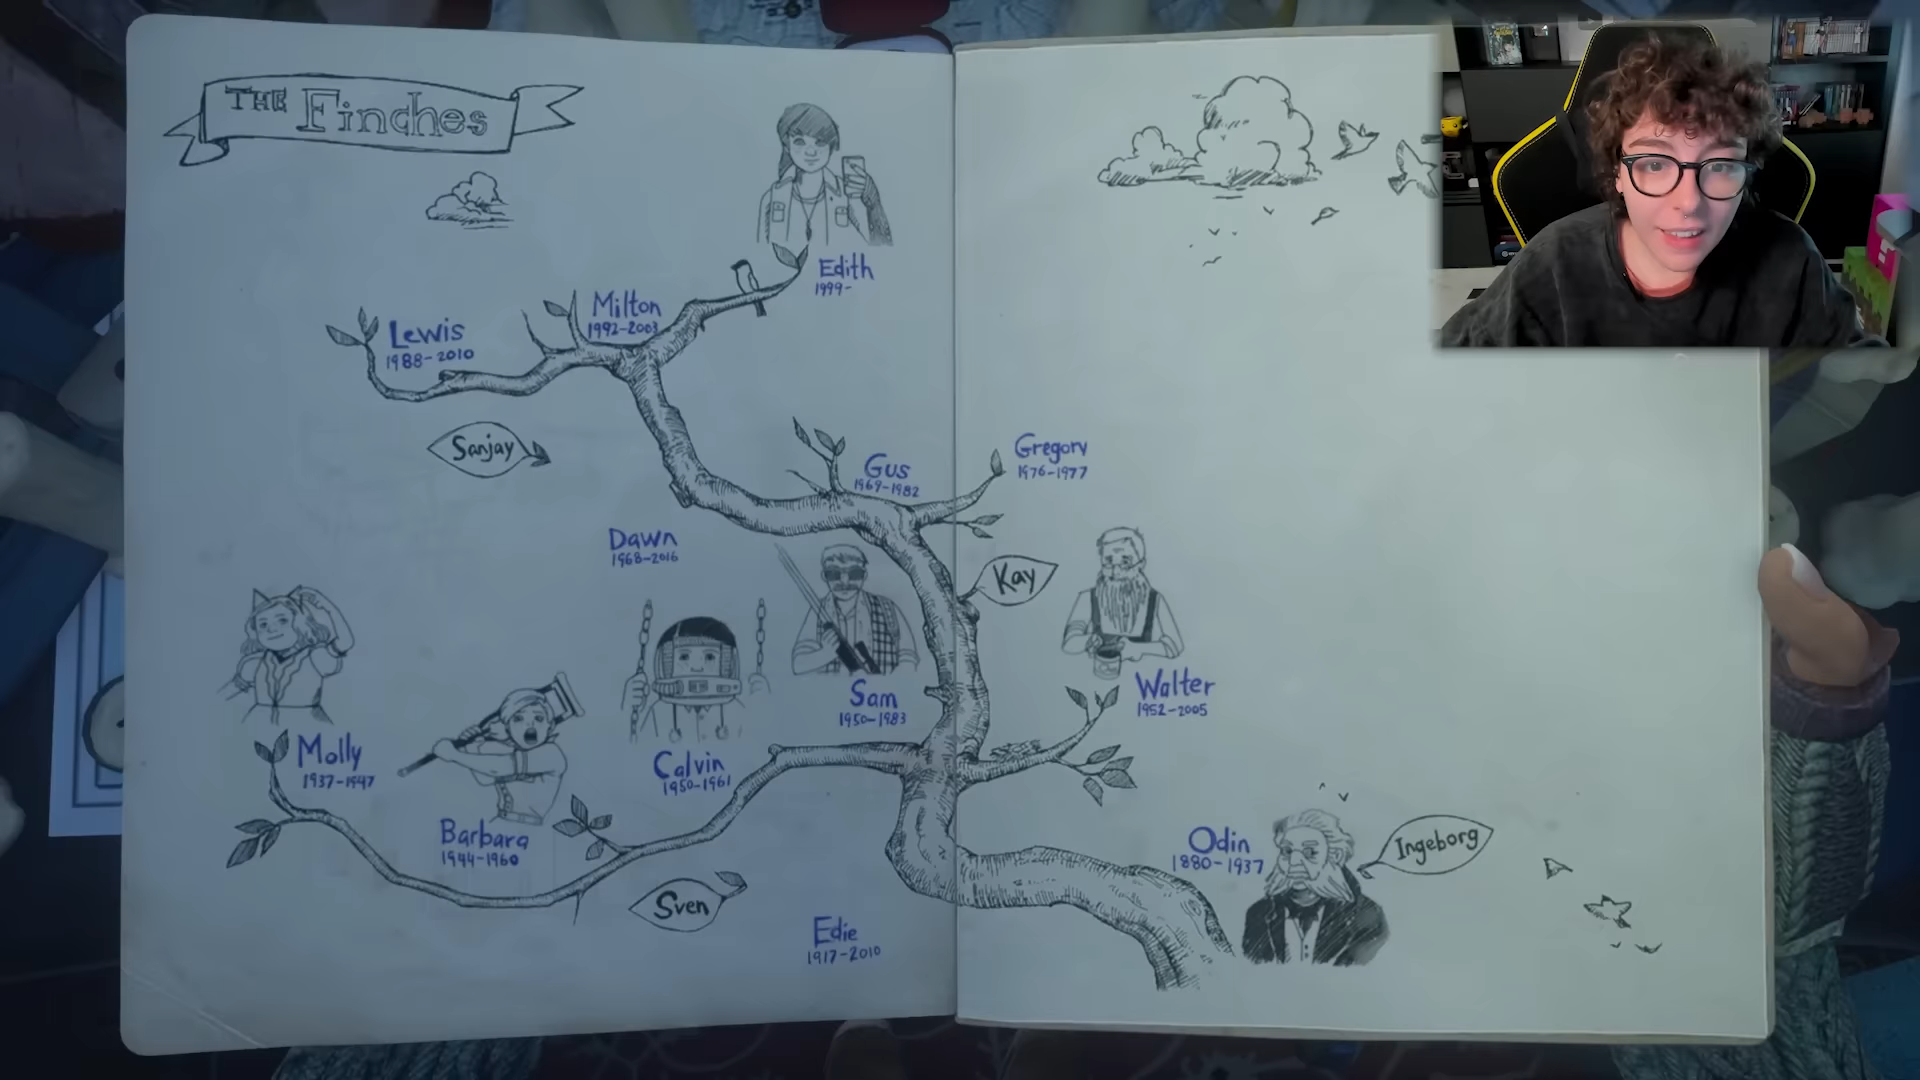 THE Finches
Edith
1999-
Milton
1992-2003
Lewis
1988-2010
Sanjay
Gregory
1976-1977
Gus
1969-1982
Dawn
1968-2016
Kay
Sam
1950-1983
Walter
1952-2005
Molly
1937-1947
Calvin
1950-1961
Barbara
1944-1960
Odin
1880-1937
Ingeborg
Sven
Edie
1917-2010